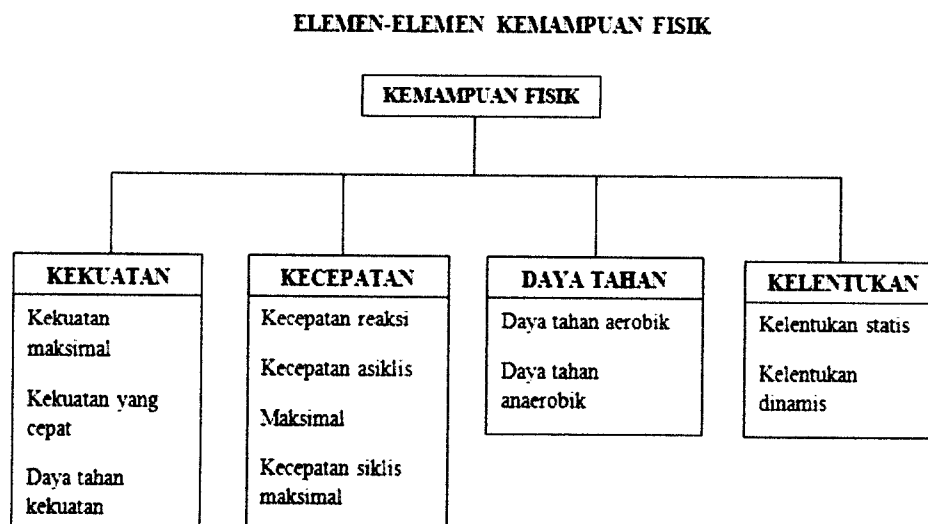 ELEMEN-ELEMEN KEMAMPUAN FISIK
KEMAMPUAN FISIK
KEKUATAN
Kekuatan
maksimal
Kekuatan yang
cepat
Daya tahan
kekuatan
KECEPATAN
Kecepatan reaksi
Kecepatan asiklis
Maksimal
Kecepatan siklis
maksimal
DAYA TAHAN
Daya tahan aerobik
Daya tahan
anaerobik
KELENTUKAN
Kelentukan statis
Kelentukan
dinamis